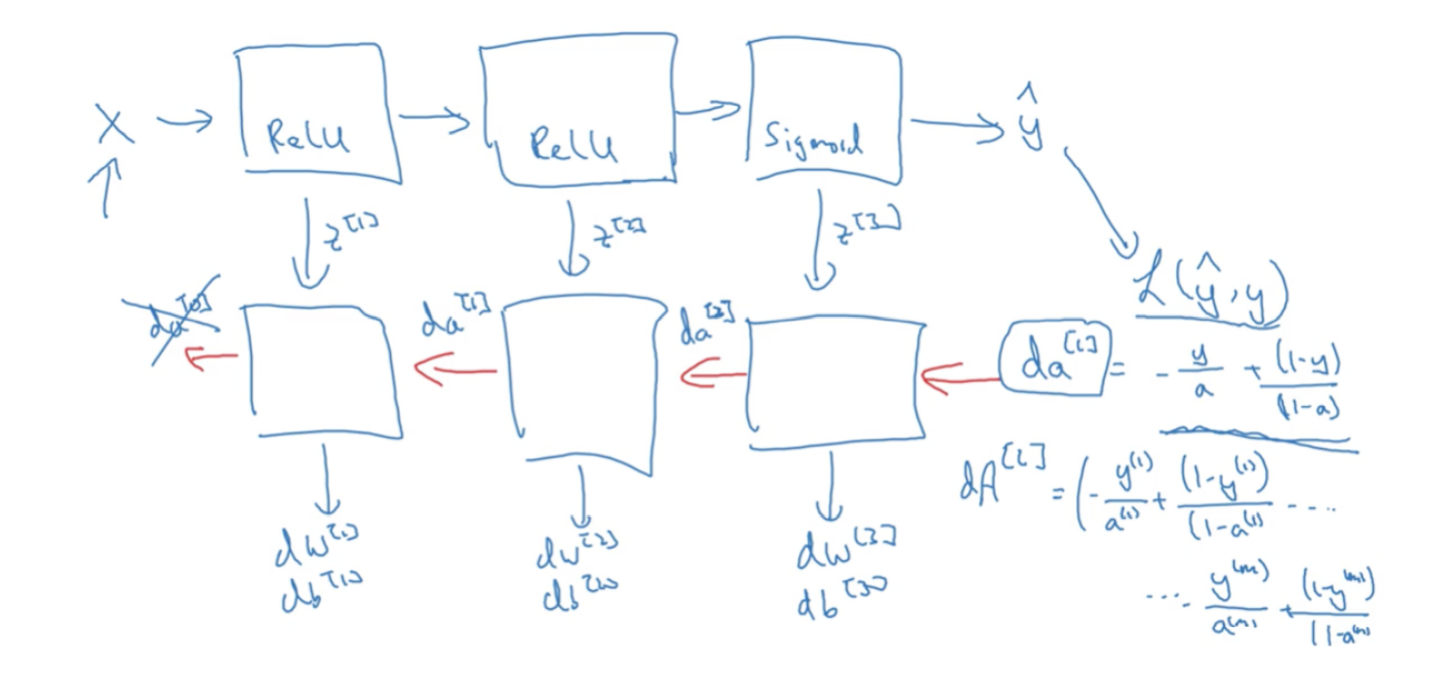 X → ReLU → ReLU → Sigmoid → ŷ
z^[1] z^[2] z^[3]
L(ŷ, y)
da^[0] da^[1] da^[2] da^[l] = - y/a + (1-y)/(1-a)
dA^[l] = (- y^(1)/a^(1) + (1-y^(1))/(1-a^(1) ....
dw^[1] dw^[2] dw^[3]
db^[1] db^[2] db^[3]
.... y^(m)/a^(m) + (1-y^(m))/(1-a^(m)